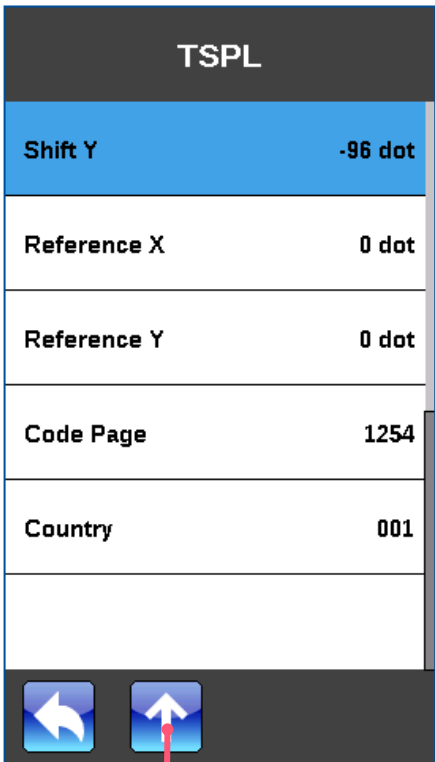 TSPL
Shift Y -96 dot
Reference X 0 dot
Reference Y 0 dot
Code Page 1254
Country 001